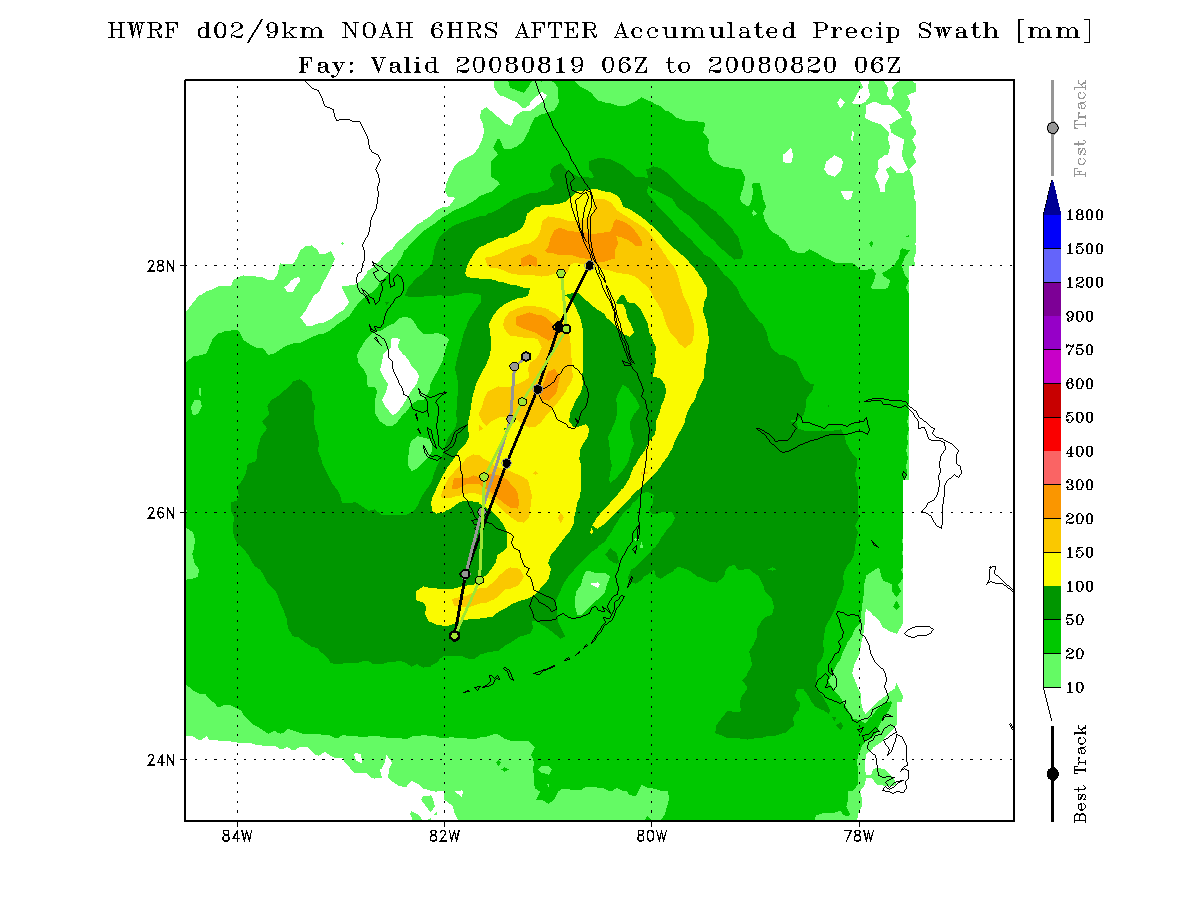 HWRF d02/9km NOAH 6HRS AFTER Accumulated Precip Swath [mm]
Fay: Valid 20080819 06Z to 20080820 06Z
Fcst Track
1800
1500
1200
900
750
600
500
400
300
200
150
100
50
20
10
Best Track
28N
26N
24N
84W
82W
80W
78W